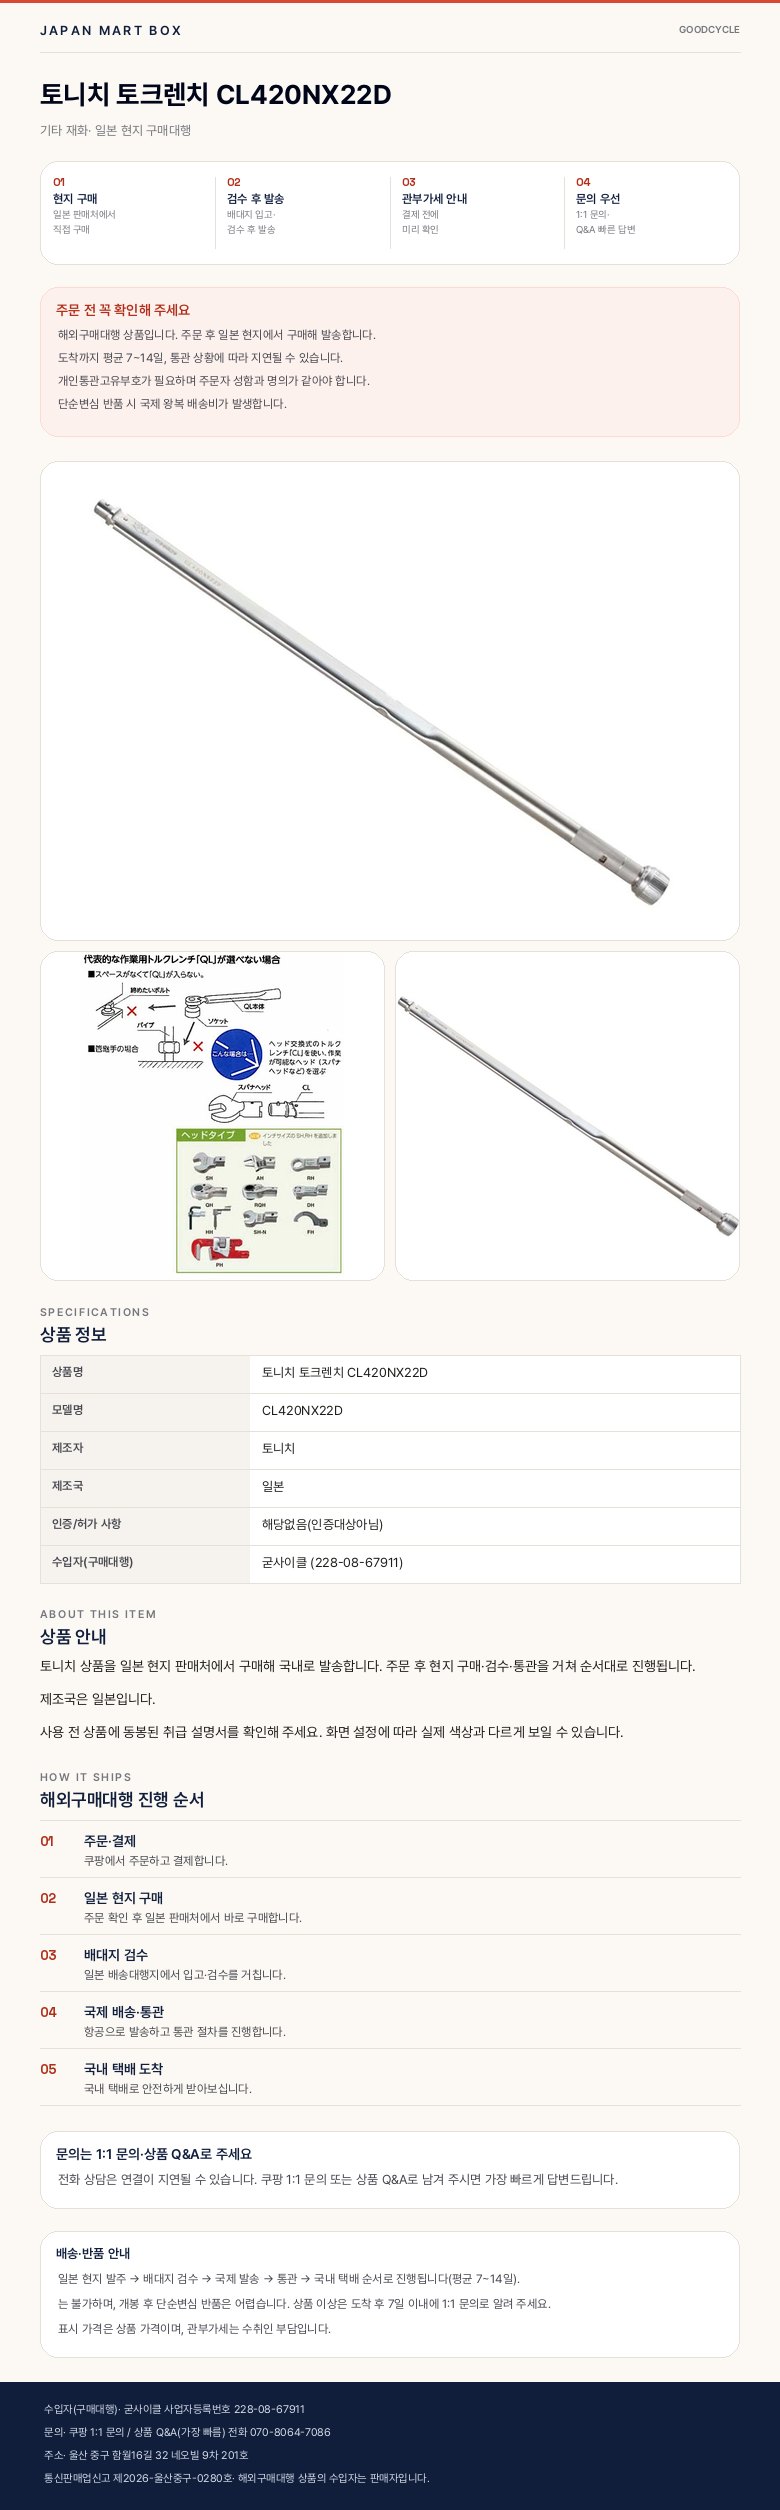 JAPAN MART BOX
GOODCYCLE
토니치 토크렌치 CL420NX22D
기타 재화· 일본 현지 구매대행
01
현지 구매
일본 판매처에서
직접 구매
02
검수 후 발송
배대지 입고·
검수 후 발송
03
관부가세 안내
결제 전에
미리 확인
04
문의 우선
1:1 문의·
Q&A 빠른 답변
주문 전 꼭 확인해 주세요
해외구매대행 상품입니다. 주문 후 일본 현지에서 구매해 발송합니다.
도착까지 평균 7~14일, 통관 상황에 따라 지연될 수 있습니다.
개인통관고유부호가 필요하며 주문자 성함과 명의가 같아야 합니다.
단순변심 반품 시 국제 왕복 배송비가 발생합니다.
代表的な作業用トルクレンチ「QL」が選べない場合
■スペースがなくて「QL」が入らない。
締めたいボルト
QL本体
パイプ
ソケット
■管継手の場合
こんな場合は…
ヘッド交換式のトルク
レンチ「CL」を使い、作業
が可能なヘッド(スパナ
ヘッドなど)を選ぶ
スパナヘッド
CL
ヘッドタイプ
インチサイズのSH,RHを追加しま
した
SH
AH
RH
QH
RQH
DH
HH
SH-N
FH
PH
SPECIFICATIONS
상품 정보
상품명
토니치 토크렌치 CL420NX22D
모델명
CL420NX22D
제조자
토니치
제조국
일본
인증/허가 사항
해당없음(인증대상아님)
수입자(구매대행)
굳사이클 (228-08-67911)
ABOUT THIS ITEM
상품 안내
토니치 상품을 일본 현지 판매처에서 구매해 국내로 발송합니다. 주문 후 현지 구매·검수·통관을 거쳐 순서대로 진행됩니다.
제조국은 일본입니다.
사용 전 상품에 동봉된 취급 설명서를 확인해 주세요. 화면 설정에 따라 실제 색상과 다르게 보일 수 있습니다.
HOW IT SHIPS
해외구매대행 진행 순서
01
주문·결제
쿠팡에서 주문하고 결제합니다.
02
일본 현지 구매
주문 확인 후 일본 판매처에서 바로 구매합니다.
03
배대지 검수
일본 배송대행지에서 입고·검수를 거칩니다.
04
국제 배송·통관
항공으로 발송하고 통관 절차를 진행합니다.
05
국내 택배 도착
국내 택배로 안전하게 받아보십니다.
문의는 1:1 문의·상품 Q&A로 주세요
전화 상담은 연결이 지연될 수 있습니다. 쿠팡 1:1 문의 또는 상품 Q&A로 남겨 주시면 가장 빠르게 답변드립니다.
배송·반품 안내
일본 현지 발주 → 배대지 검수 → 국제 발송 → 통관 → 국내 택배 순서로 진행됩니다(평균 7~14일).
는 불가하며, 개봉 후 단순변심 반품은 어렵습니다. 상품 이상은 도착 후 7일 이내에 1:1 문의로 알려 주세요.
표시 가격은 상품 가격이며, 관부가세는 수취인 부담입니다.
수입자(구매대행)· 굳사이클 사업자등록번호 228-08-67911
문의· 쿠팡 1:1 문의 / 상품 Q&A(가장 빠름) 전화 070-8064-7086
주소· 울산 중구 함월16길 32 네오빌 9차 201호
통신판매업신고 제2026-울산중구-0280호· 해외구매대행 상품의 수입자는 판매자입니다.